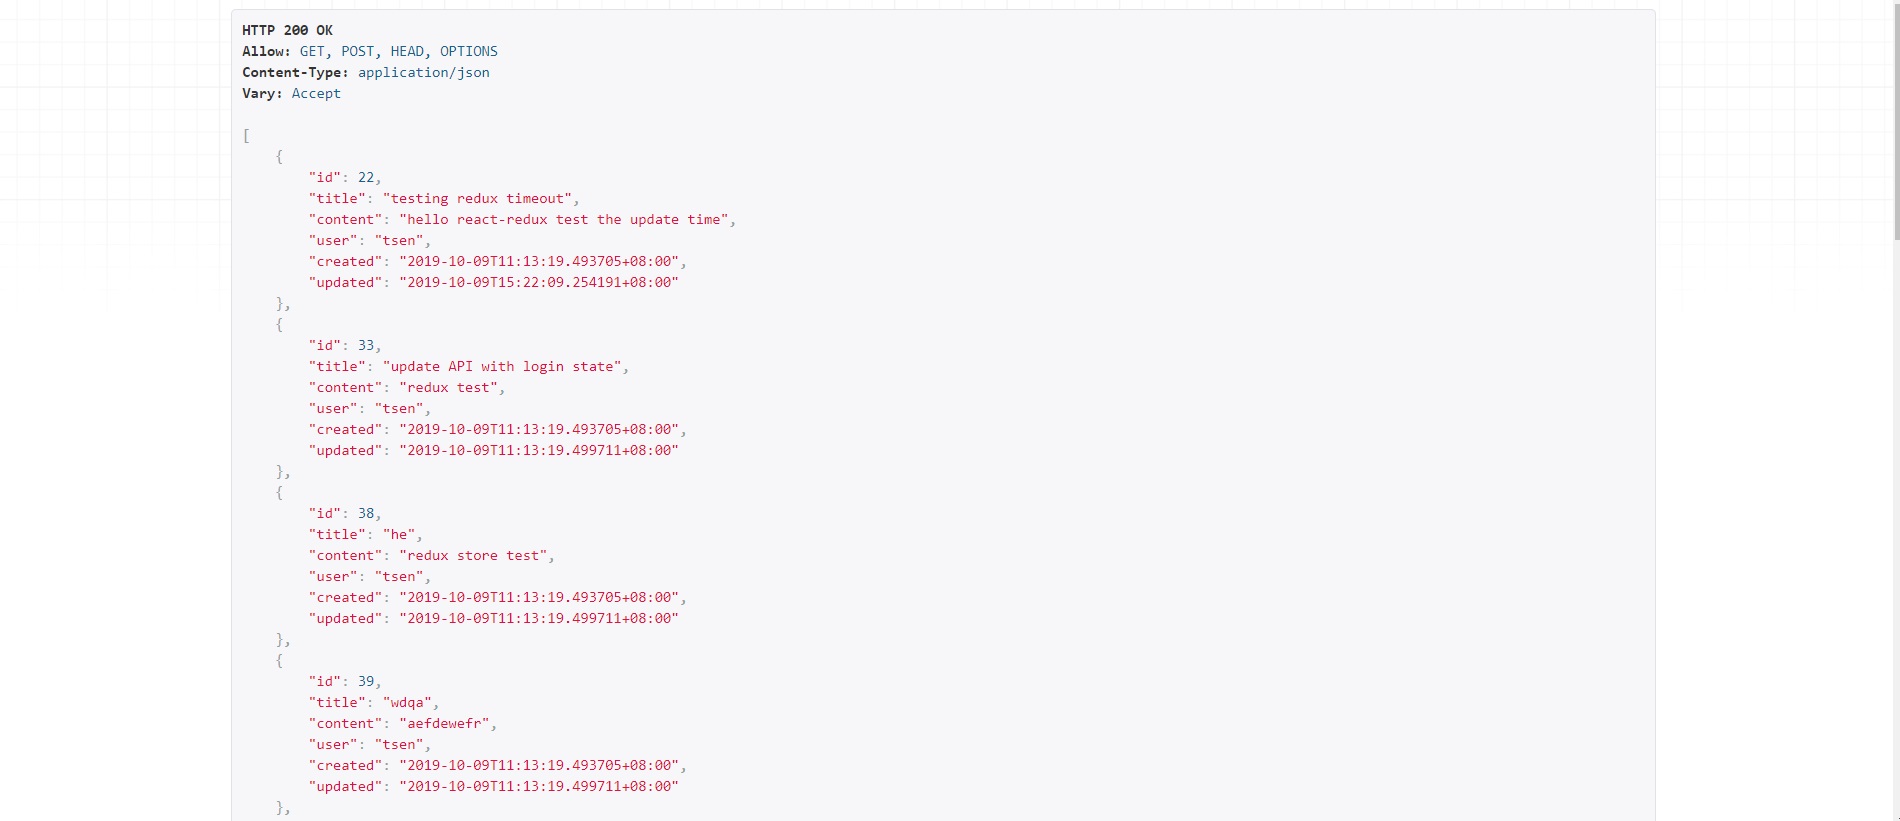 HTTP 200 OK
Allow: GET, POST, HEAD, OPTIONS
Content-Type: application/json
Vary: Accept
[
    {
        "id": 22,
        "title": "testing redux timeout",
        "content": "hello react-redux test the update time",
        "user": "tsen",
        "created": "2019-10-09T11:13:19.493705+08:00",
        "updated": "2019-10-09T15:22:09.254191+08:00"
    },
    {
        "id": 33,
        "title": "update API with login state",
        "content": "redux test",
        "user": "tsen",
        "created": "2019-10-09T11:13:19.493705+08:00",
        "updated": "2019-10-09T11:13:19.499711+08:00"
    },
    {
        "id": 38,
        "title": "he",
        "content": "redux store test",
        "user": "tsen",
        "created": "2019-10-09T11:13:19.493705+08:00",
        "updated": "2019-10-09T11:13:19.499711+08:00"
    },
    {
        "id": 39,
        "title": "wdqa",
        "content": "aefdewefr",
        "user": "tsen",
        "created": "2019-10-09T11:13:19.493705+08:00",
        "updated": "2019-10-09T11:13:19.499711+08:00"
    },